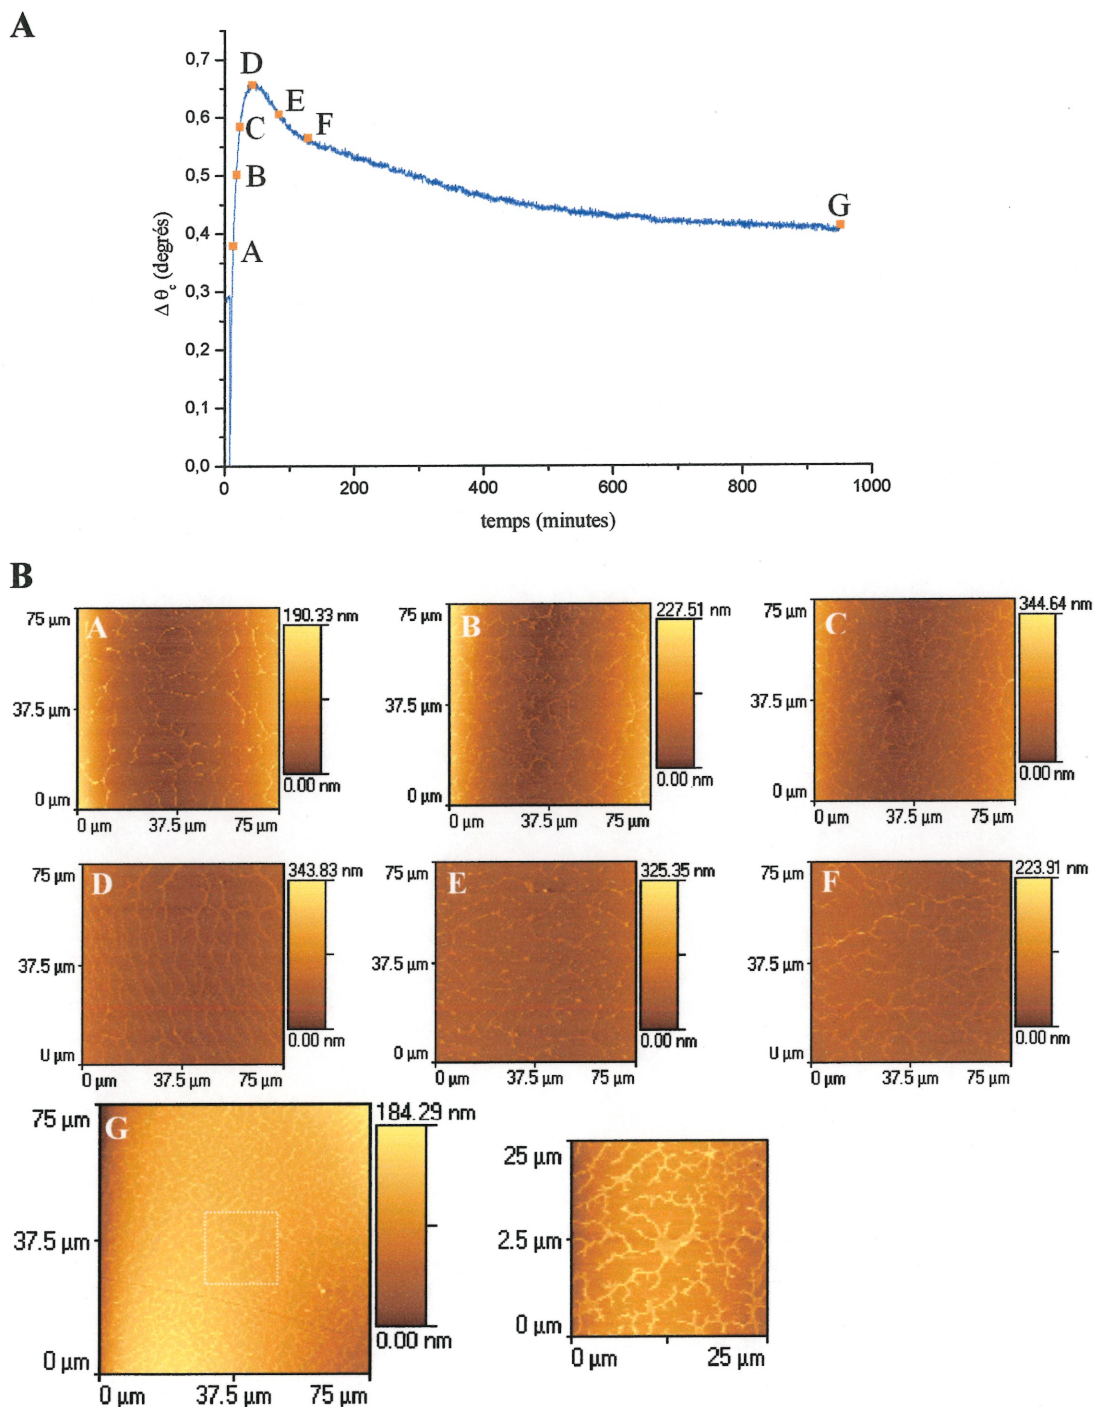 A
0,7
0,6
0,5
0,4
0,3
0,2
0,1
0,0
Δ θc (degrés)
D
E
F
C
B
A
G
0
200
400
600
800
1000
temps (minutes)
B
75 µm
37.5 µm
0 µm
A
190.33 nm
0.00 nm
0 µm
37.5 µm
75 µm
75 µm
37.5 µm
0 µm
B
227.51 nm
0.00 nm
0 µm
37.5 µm
75 µm
75 µm
37.5 µm
0 µm
C
344.64 nm
0.00 nm
0 µm
37.5 µm
75 µm
75 µm
37.5 µm
0 µm
D
343.83 nm
0.00 nm
0 µm
37.5 µm
75 µm
75 µm
37.5 µm
0 µm
E
325.35 nm
0.00 nm
0 µm
37.5 µm
75 µm
75 µm
37.5 µm
0 µm
F
223.91 nm
0.00 nm
0 µm
37.5 µm
75 µm
75 µm
37.5 µm
0 µm
G
184.29 nm
0.00 nm
0 µm
37.5 µm
75 µm
25 µm
2.5 µm
0 µm
0 µm
25 µm